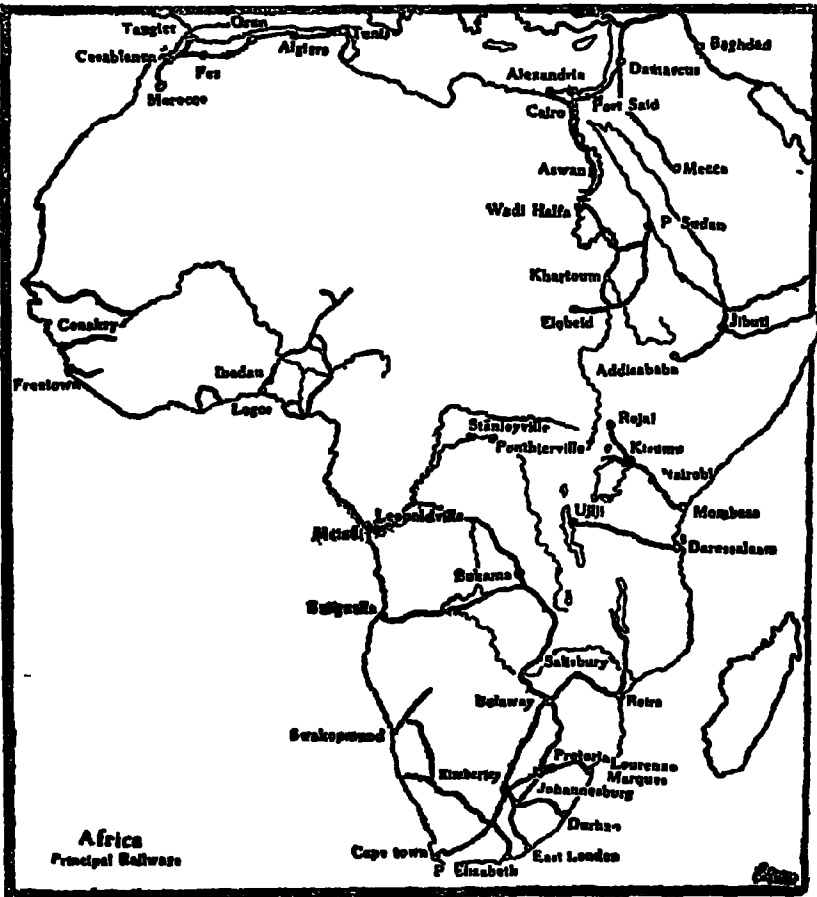 Tangier
Oran
Tunis
Casablanca
Algiers
Fez
Morocco
Baghdad
Alexandria
Damascus
Cairo
Port Said
Aswan
Mecca
Wadi Halfa
P Sudan
Khartoum
Conakry
Elobeid
Jibuti
Freetown
Ibadan
Addisababa
Lagos
Stanleyville
Rejaf
Ponthierville
Kisumu
Nairobi
Leopoldville
Ujiji
Mombasa
Matadi
Daressalaam
Bukama
Benguella
Salisbury
Bulaway
Beira
Swakopmund
Pretoria
Lourenzo
Marques
Kimberley
Johannesburg
Durban
Africa
Principal Railways
Cape town
East London
P Elizabeth